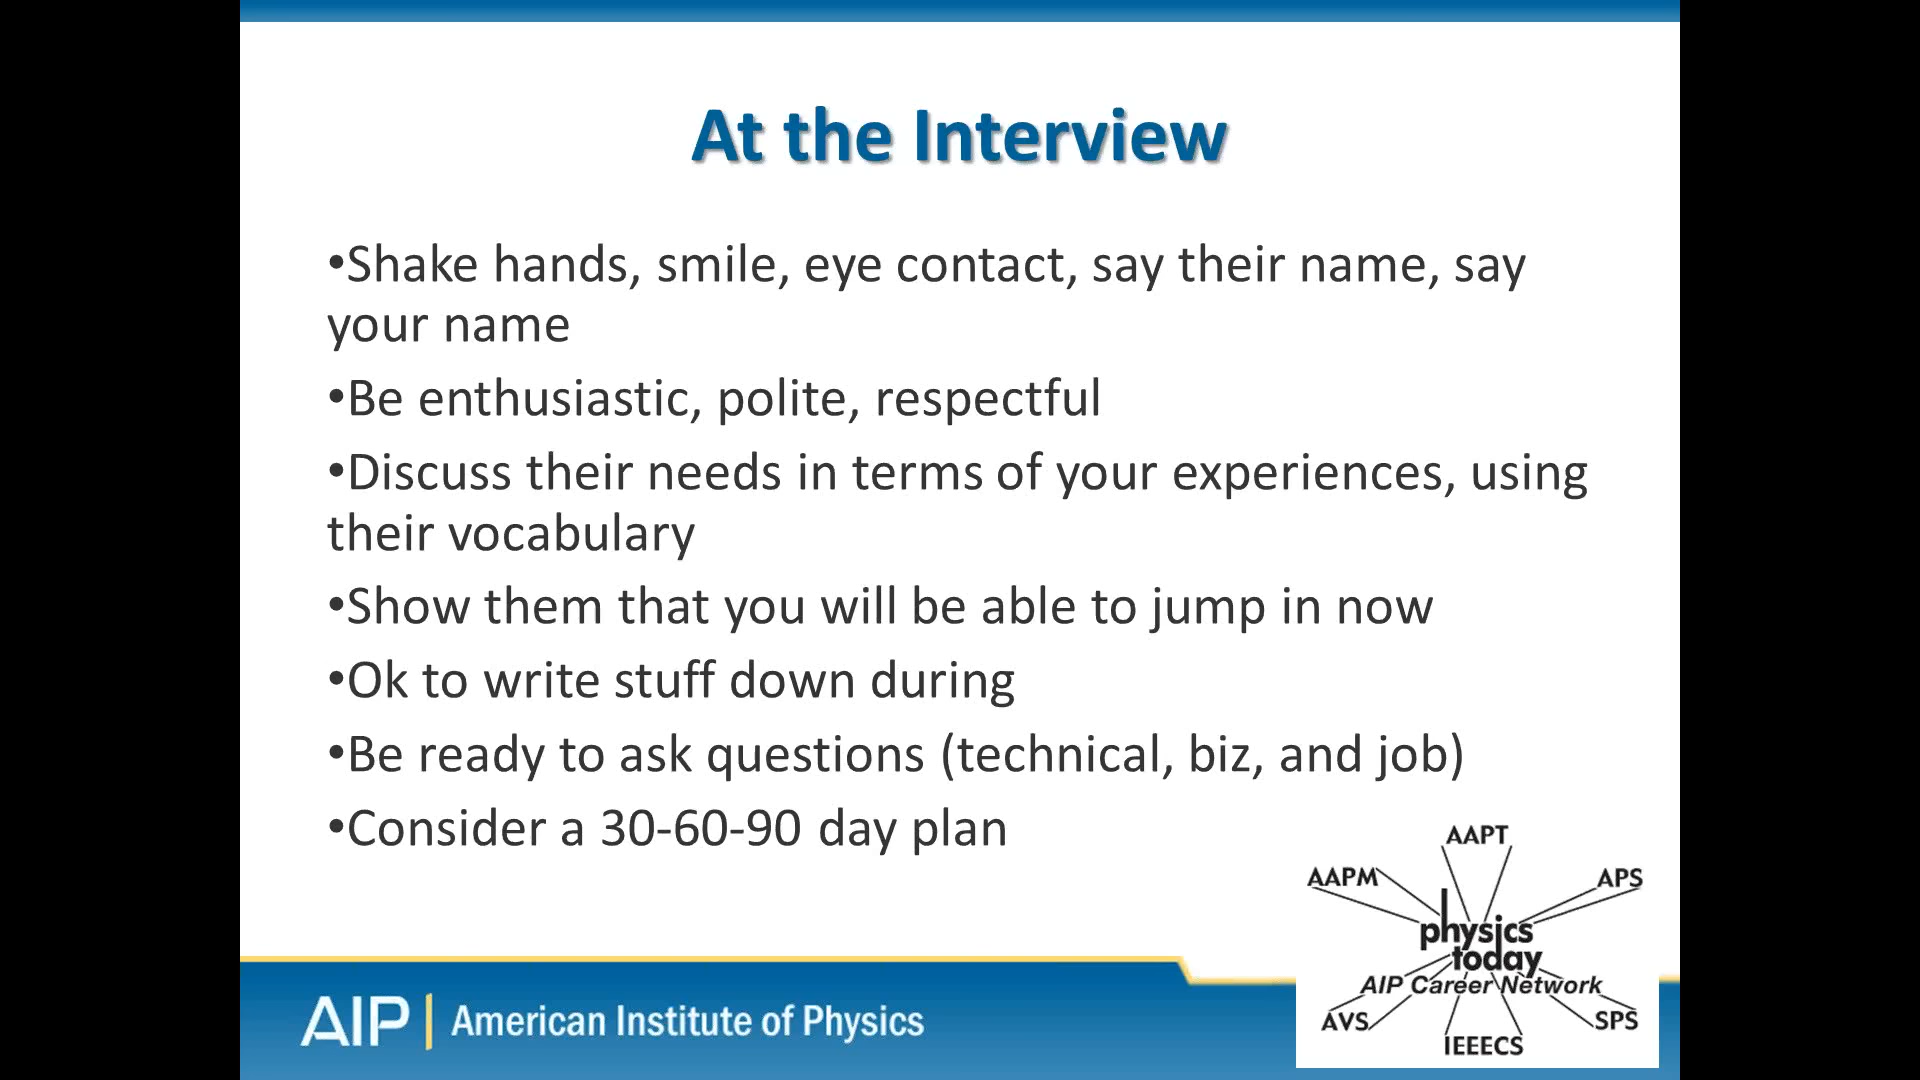 At the Interview
•Shake hands, smile, eye contact, say their name, say
your name
•Be enthusiastic, polite, respectful
•Discuss their needs in terms of your experiences, using
their vocabulary
•Show them that you will be able to jump in now
•Ok to write stuff down during
•Be ready to ask questions (technical, biz, and job)
•Consider a 30-60-90 day plan
AAPT
AAPM
APS
physics
today
AIP Career Network
AVS
SPS
IEEECS
AIP | American Institute of Physics